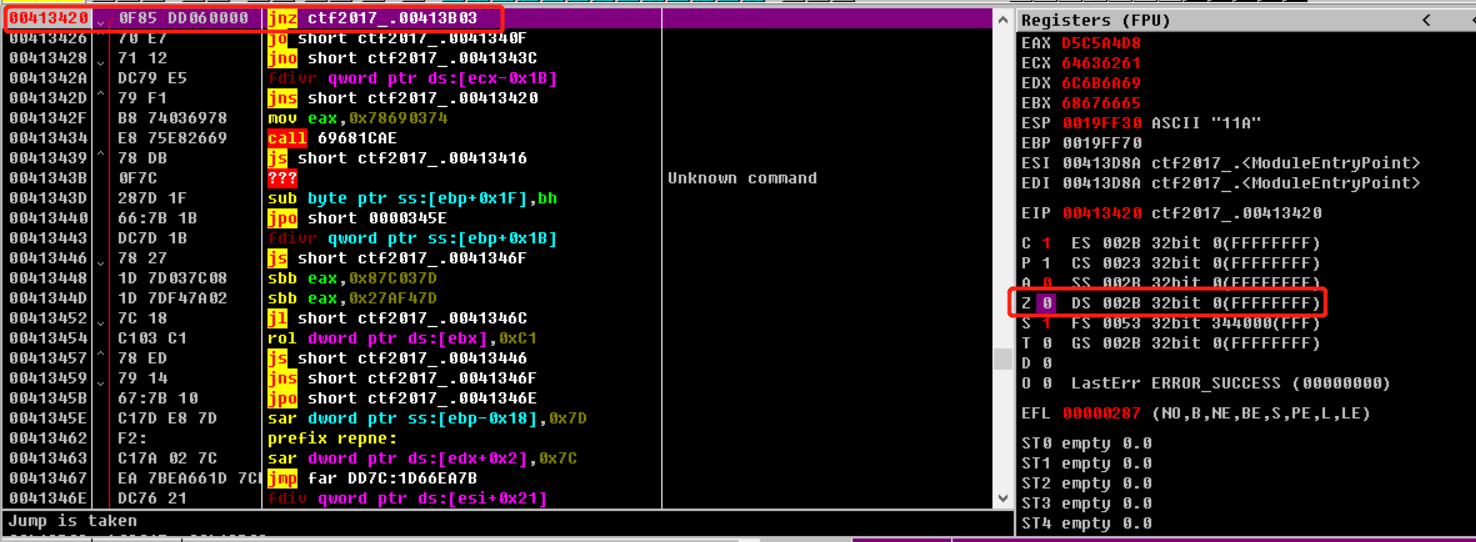 00413420 0F85 DD060000 jnz ctf2017_.00413B03
00413426 70 E7 jo short ctf2017_.0041340F
00413428 71 12 jno short ctf2017_.0041343C
0041342A DC79 E5 fdivr qword ptr ds:[ecx-0x1B]
0041342D 79 F1 jns short ctf2017_.00413420
0041342F B8 74036978 mov eax,0x78690374
00413434 E8 75E82669 call 69681CAE
00413439 78 DB js short ctf2017_.00413416
0041343B 0F7C ??? Unknown command
0041343D 287D 1F sub byte ptr ss:[ebp+0x1F],bh
00413440 66:7B 1B jpo short 0000345E
00413443 DC7D 1B fdivr qword ptr ss:[ebp+0x1B]
00413446 78 27 js short ctf2017_.0041346F
00413448 1D 7D037C08 sbb eax,0x87C037D
0041344D 1D 7DF47A02 sbb eax,0x27AF47D
00413452 7C 18 jl short ctf2017_.0041346C
00413454 C103 C1 rol dword ptr ds:[ebx],0xC1
00413457 78 ED js short ctf2017_.00413446
00413459 79 14 jns short ctf2017_.0041346F
0041345B 67:7B 10 jpo short ctf2017_.0041346E
0041345E C17D E8 7D sar dword ptr ss:[ebp-0x18],0x7D
00413462 F2: prefix repne:
00413463 C17A 02 7C sar dword ptr ds:[edx+0x2],0x7C
00413467 EA 7BEA661D 7C jmp far DD7C:1D66EA7B
0041346E DC76 21 fdiv qword ptr ds:[esi+0x21]
Jump is taken
Registers (FPU) < <
EAX D5C5A4D8
ECX 64636261
EDX 6C6B6A69
EBX 68676665
ESP 0019FF30 ASCII "11A"
EBP 0019FF70
ESI 00413D8A ctf2017_.<ModuleEntryPoint>
EDI 00413D8A ctf2017_.<ModuleEntryPoint>
EIP 00413420 ctf2017_.00413420
C 1 ES 002B 32bit 0(FFFFFFFF)
P 1 CS 0023 32bit 0(FFFFFFFF)
A 0 SS 002B 32bit 0(FFFFFFFF)
Z 0 DS 002B 32bit 0(FFFFFFFF)
S 1 FS 0053 32bit 344000(FFF)
T 0 GS 002B 32bit 0(FFFFFFFF)
D 0
O 0 LastErr ERROR_SUCCESS (00000000)
EFL 00000287 (NO,B,NE,BE,S,PE,L,LE)
ST0 empty 0.0
ST1 empty 0.0
ST2 empty 0.0
ST3 empty 0.0
ST4 empty 0.0